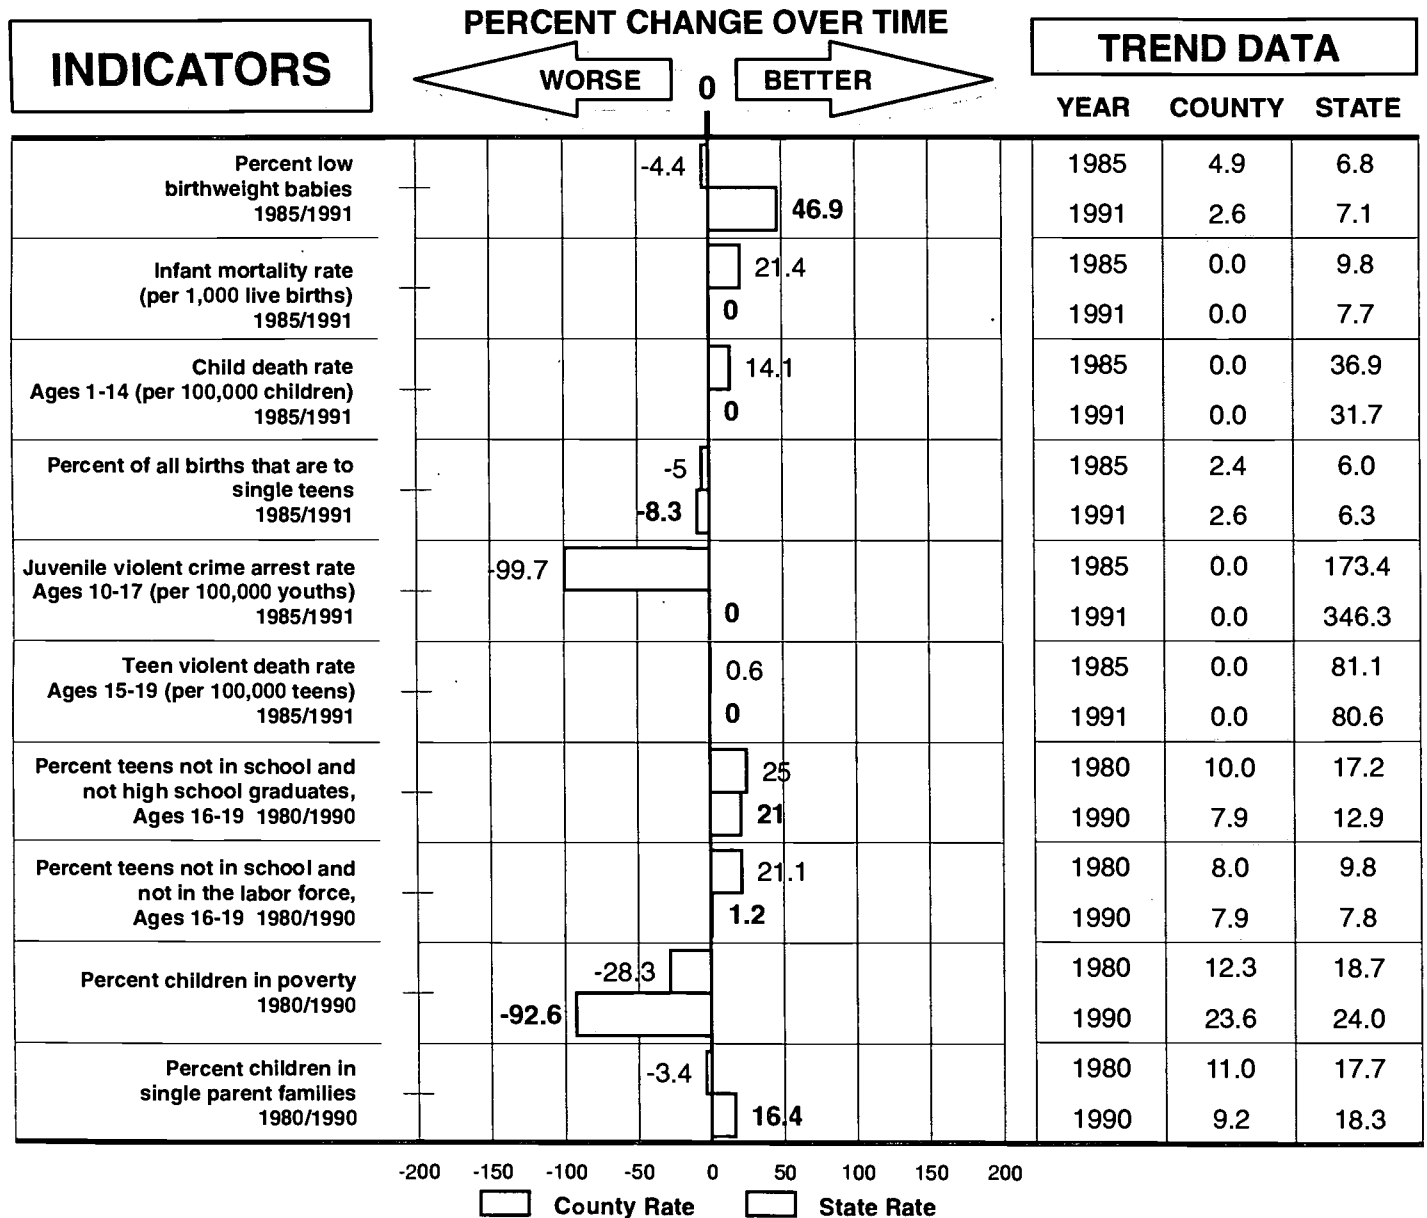 PERCENT CHANGE OVER TIME
INDICATORS
WORSE
0
BETTER
TREND DATA
YEAR COUNTY STATE
Percent low
birthweight babies
1985/1991
-4.4
46.9
1985 4.9 6.8
1991 2.6 7.1
Infant mortality rate
(per 1,000 live births)
1985/1991
21.4
0
1985 0.0 9.8
1991 0.0 7.7
Child death rate
Ages 1-14 (per 100,000 children)
1985/1991
14.1
0
1985 0.0 36.9
1991 0.0 31.7
Percent of all births that are to
single teens
1985/1991
-5
-8.3
1985 2.4 6.0
1991 2.6 6.3
Juvenile violent crime arrest rate
Ages 10-17 (per 100,000 youths)
1985/1991
-99.7
0
1985 0.0 173.4
1991 0.0 346.3
Teen violent death rate
Ages 15-19 (per 100,000 teens)
1985/1991
0.6
0
1985 0.0 81.1
1991 0.0 80.6
Percent teens not in school and
not high school graduates,
Ages 16-19 1980/1990
25
21
1980 10.0 17.2
1990 7.9 12.9
Percent teens not in school and
not in the labor force,
Ages 16-19 1980/1990
21.1
1.2
1980 8.0 9.8
1990 7.9 7.8
Percent children in poverty
1980/1990
-28.3
-92.6
1980 12.3 18.7
1990 23.6 24.0
Percent children in
single parent families
1980/1990
-3.4
16.4
1980 11.0 17.7
1990 9.2 18.3
-200 -150 -100 -50 0 50 100 150 200
County Rate State Rate